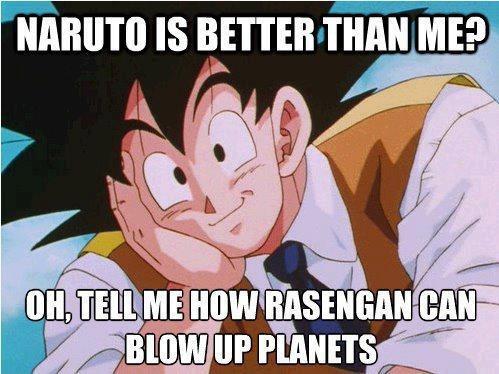 NARUTO IS BETTER THAN ME?
OH, TELL ME HOW RASENGAN CAN
BLOW UP PLANETS